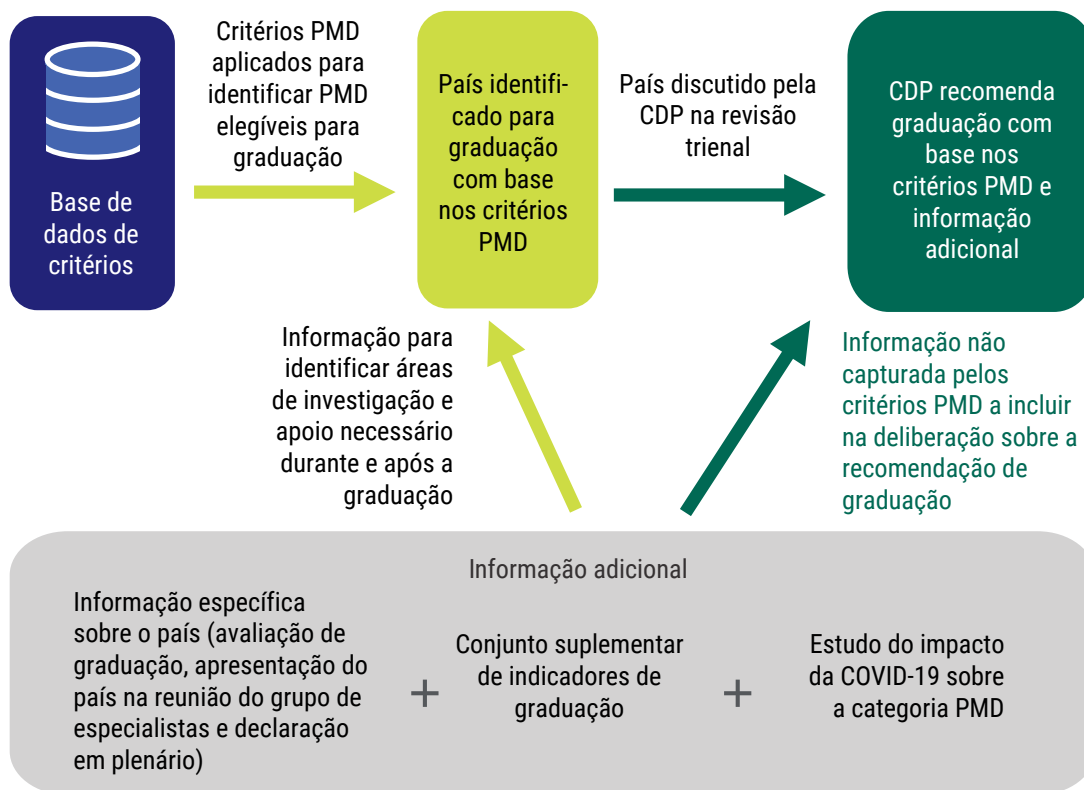 Base de
dados de
critérios
Critérios PMD
aplicados para
identificar PMD
elegíveis para
graduação
País identifi-
cado para
graduação
com base
nos critérios
PMD
País discutido pela
CDP na revisão
trienal
CDP recomenda
graduação com
base nos
critérios PMD e
informação
adicional
Informação para
identificar áreas
de investigação e
apoio necessário
durante e após a
graduação
Informação não
capturada pelos
critérios PMD a incluir
na deliberação sobre a
recomendação de
graduação
Informação adicional
Informação específica
sobre o país (avaliação de
graduação, apresentação do
país na reunião do grupo de
especialistas e declaração
em plenário)
+
Conjunto suplementar
de indicadores de
graduação
+
Estudo do impacto
da COVID-19 sobre
a categoria PMD